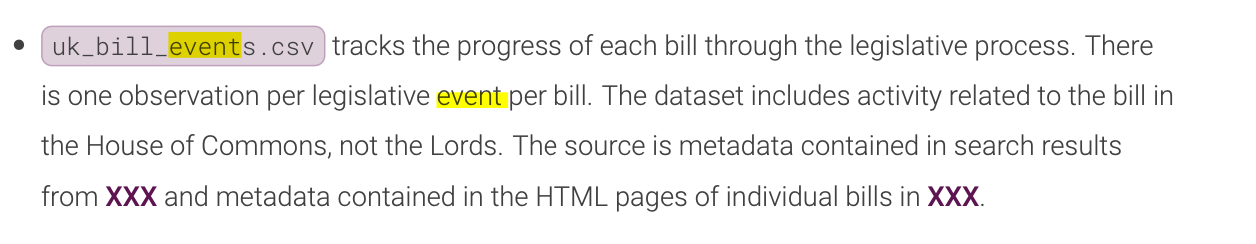 • uk_bill_events.csv tracks the progress of each bill through the legislative process. There
is one observation per legislative event per bill. The dataset includes activity related to the bill in
the House of Commons, not the Lords. The source is metadata contained in search results
from XXX and metadata contained in the HTML pages of individual bills in XXX.